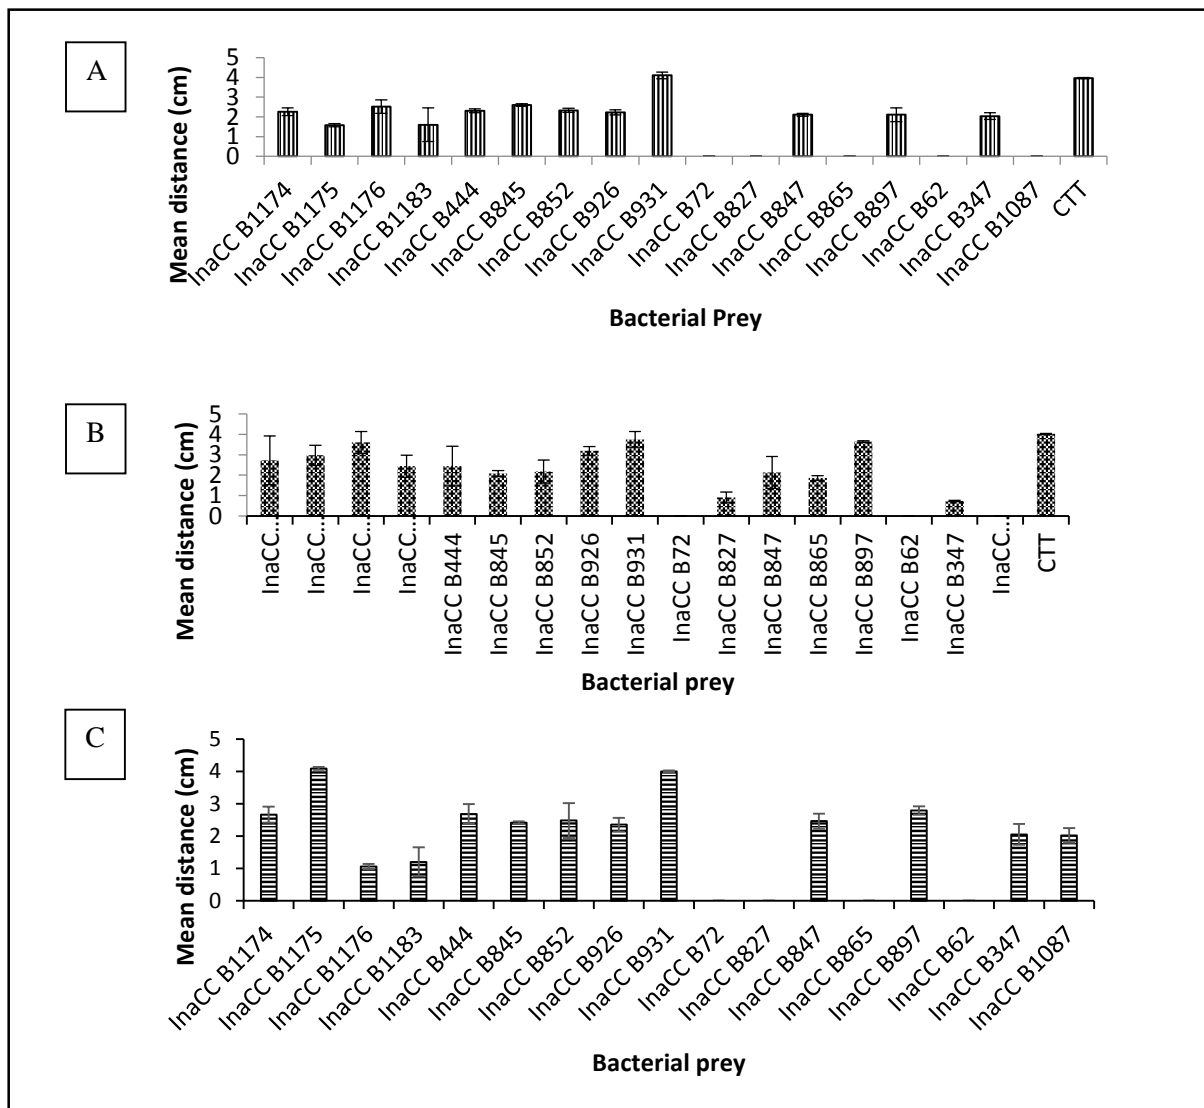 A
Mean distance (cm)
5
4
3
2
1
0
InaCC B1174
InaCC B1175
InaCC B1176
InaCC B1183
InaCC B444
InaCC B845
InaCC B852
InaCC B926
InaCC B931
InaCC B72
InaCC B827
InaCC B847
InaCC B865
InaCC B897
InaCC B62
InaCC B347
InaCC B1087
CTT
Bacterial Prey
B
Mean distance (cm)
5
4
3
2
1
0
InaCC…
InaCC…
InaCC…
InaCC…
InaCC B444
InaCC B845
InaCC B852
InaCC B926
InaCC B931
InaCC B72
InaCC B827
InaCC B847
InaCC B865
InaCC B897
InaCC B62
InaCC B347
InaCC…
CTT
Bacterial prey
C
Mean distance (cm)
5
4
3
2
1
0
InaCC B1174
InaCC B1175
InaCC B1176
InaCC B1183
InaCC B444
InaCC B845
InaCC B852
InaCC B926
InaCC B931
InaCC B72
InaCC B827
InaCC B847
InaCC B865
InaCC B897
InaCC B62
InaCC B347
InaCC B1087
Bacterial prey